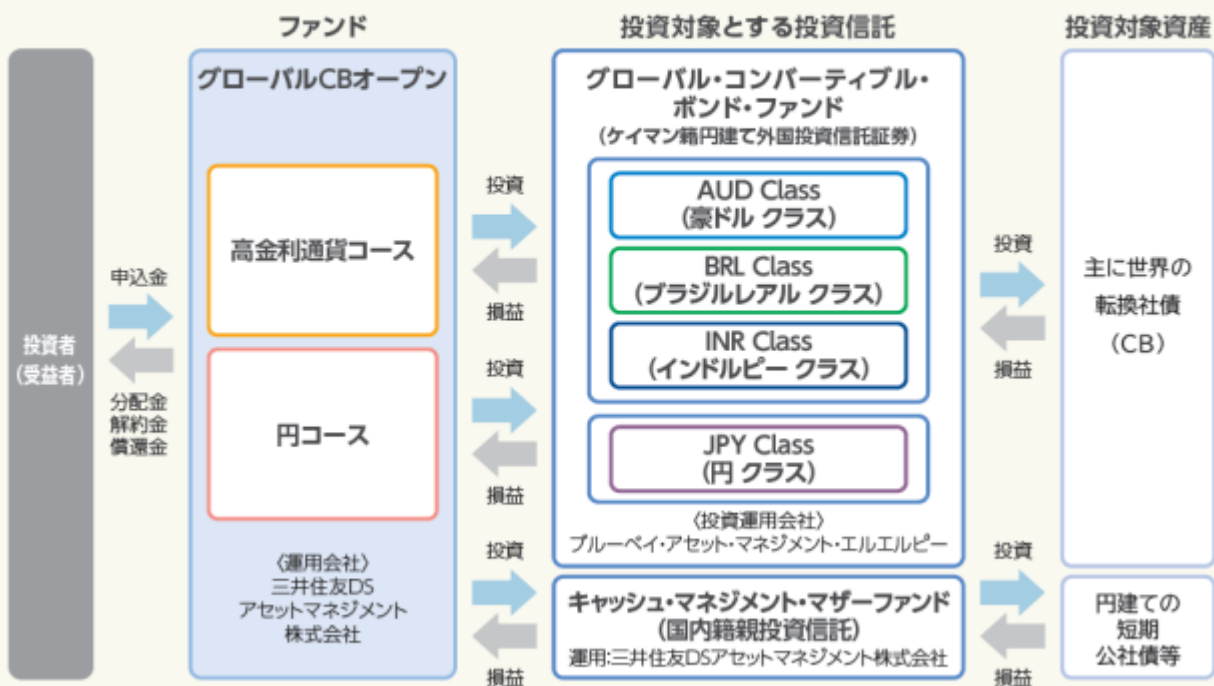 ファンド
投資対象とする投資信託
投資対象資産
投資者
(受益者)
申込金
分配金
解約金
償還金
グローバルCBオープン
高金利通貨コース
円コース
〈運用会社〉
三井住友DS
アセットマネジメント
株式会社
投資
損益
投資
損益
投資
損益
グローバル・コンバーティブル・
ボンド・ファンド
(ケイマン籍円建て外国投資信託証券)
AUD Class
(豪ドル クラス)
BRL Class
(ブラジルレアル クラス)
INR Class
(インドルピー クラス)
JPY Class
(円 クラス)
〈投資運用会社〉
ブルーベイ・アセット・マネジメント・エルエルピー
キャッシュ・マネジメント・マザーファンド
(国内籍親投資信託)
運用:三井住友DSアセットマネジメント株式会社
投資
損益
投資
損益
主に世界の
転換社債
(CB)
円建ての
短期
公社債等